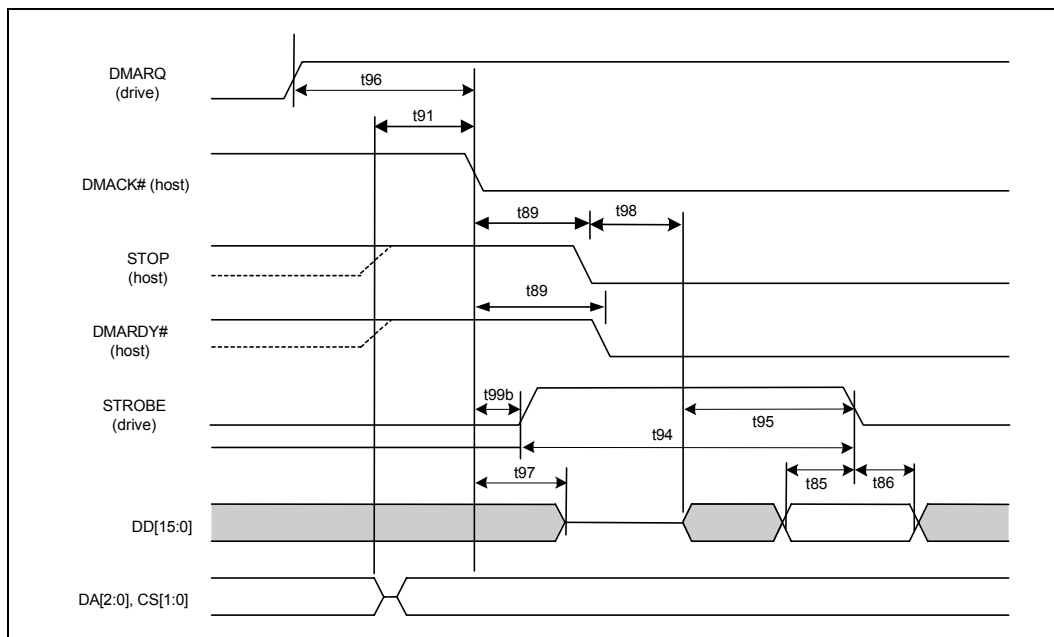 DMARQ
(drive)
t96
t91
DMACK# (host)
t89
t98
STOP
(host)
t89
DMARDY#
(host)
t99b
STROBE
(drive)
t95
t94
t97
t85
t86
DD[15:0]
DA[2:0], CS[1:0]